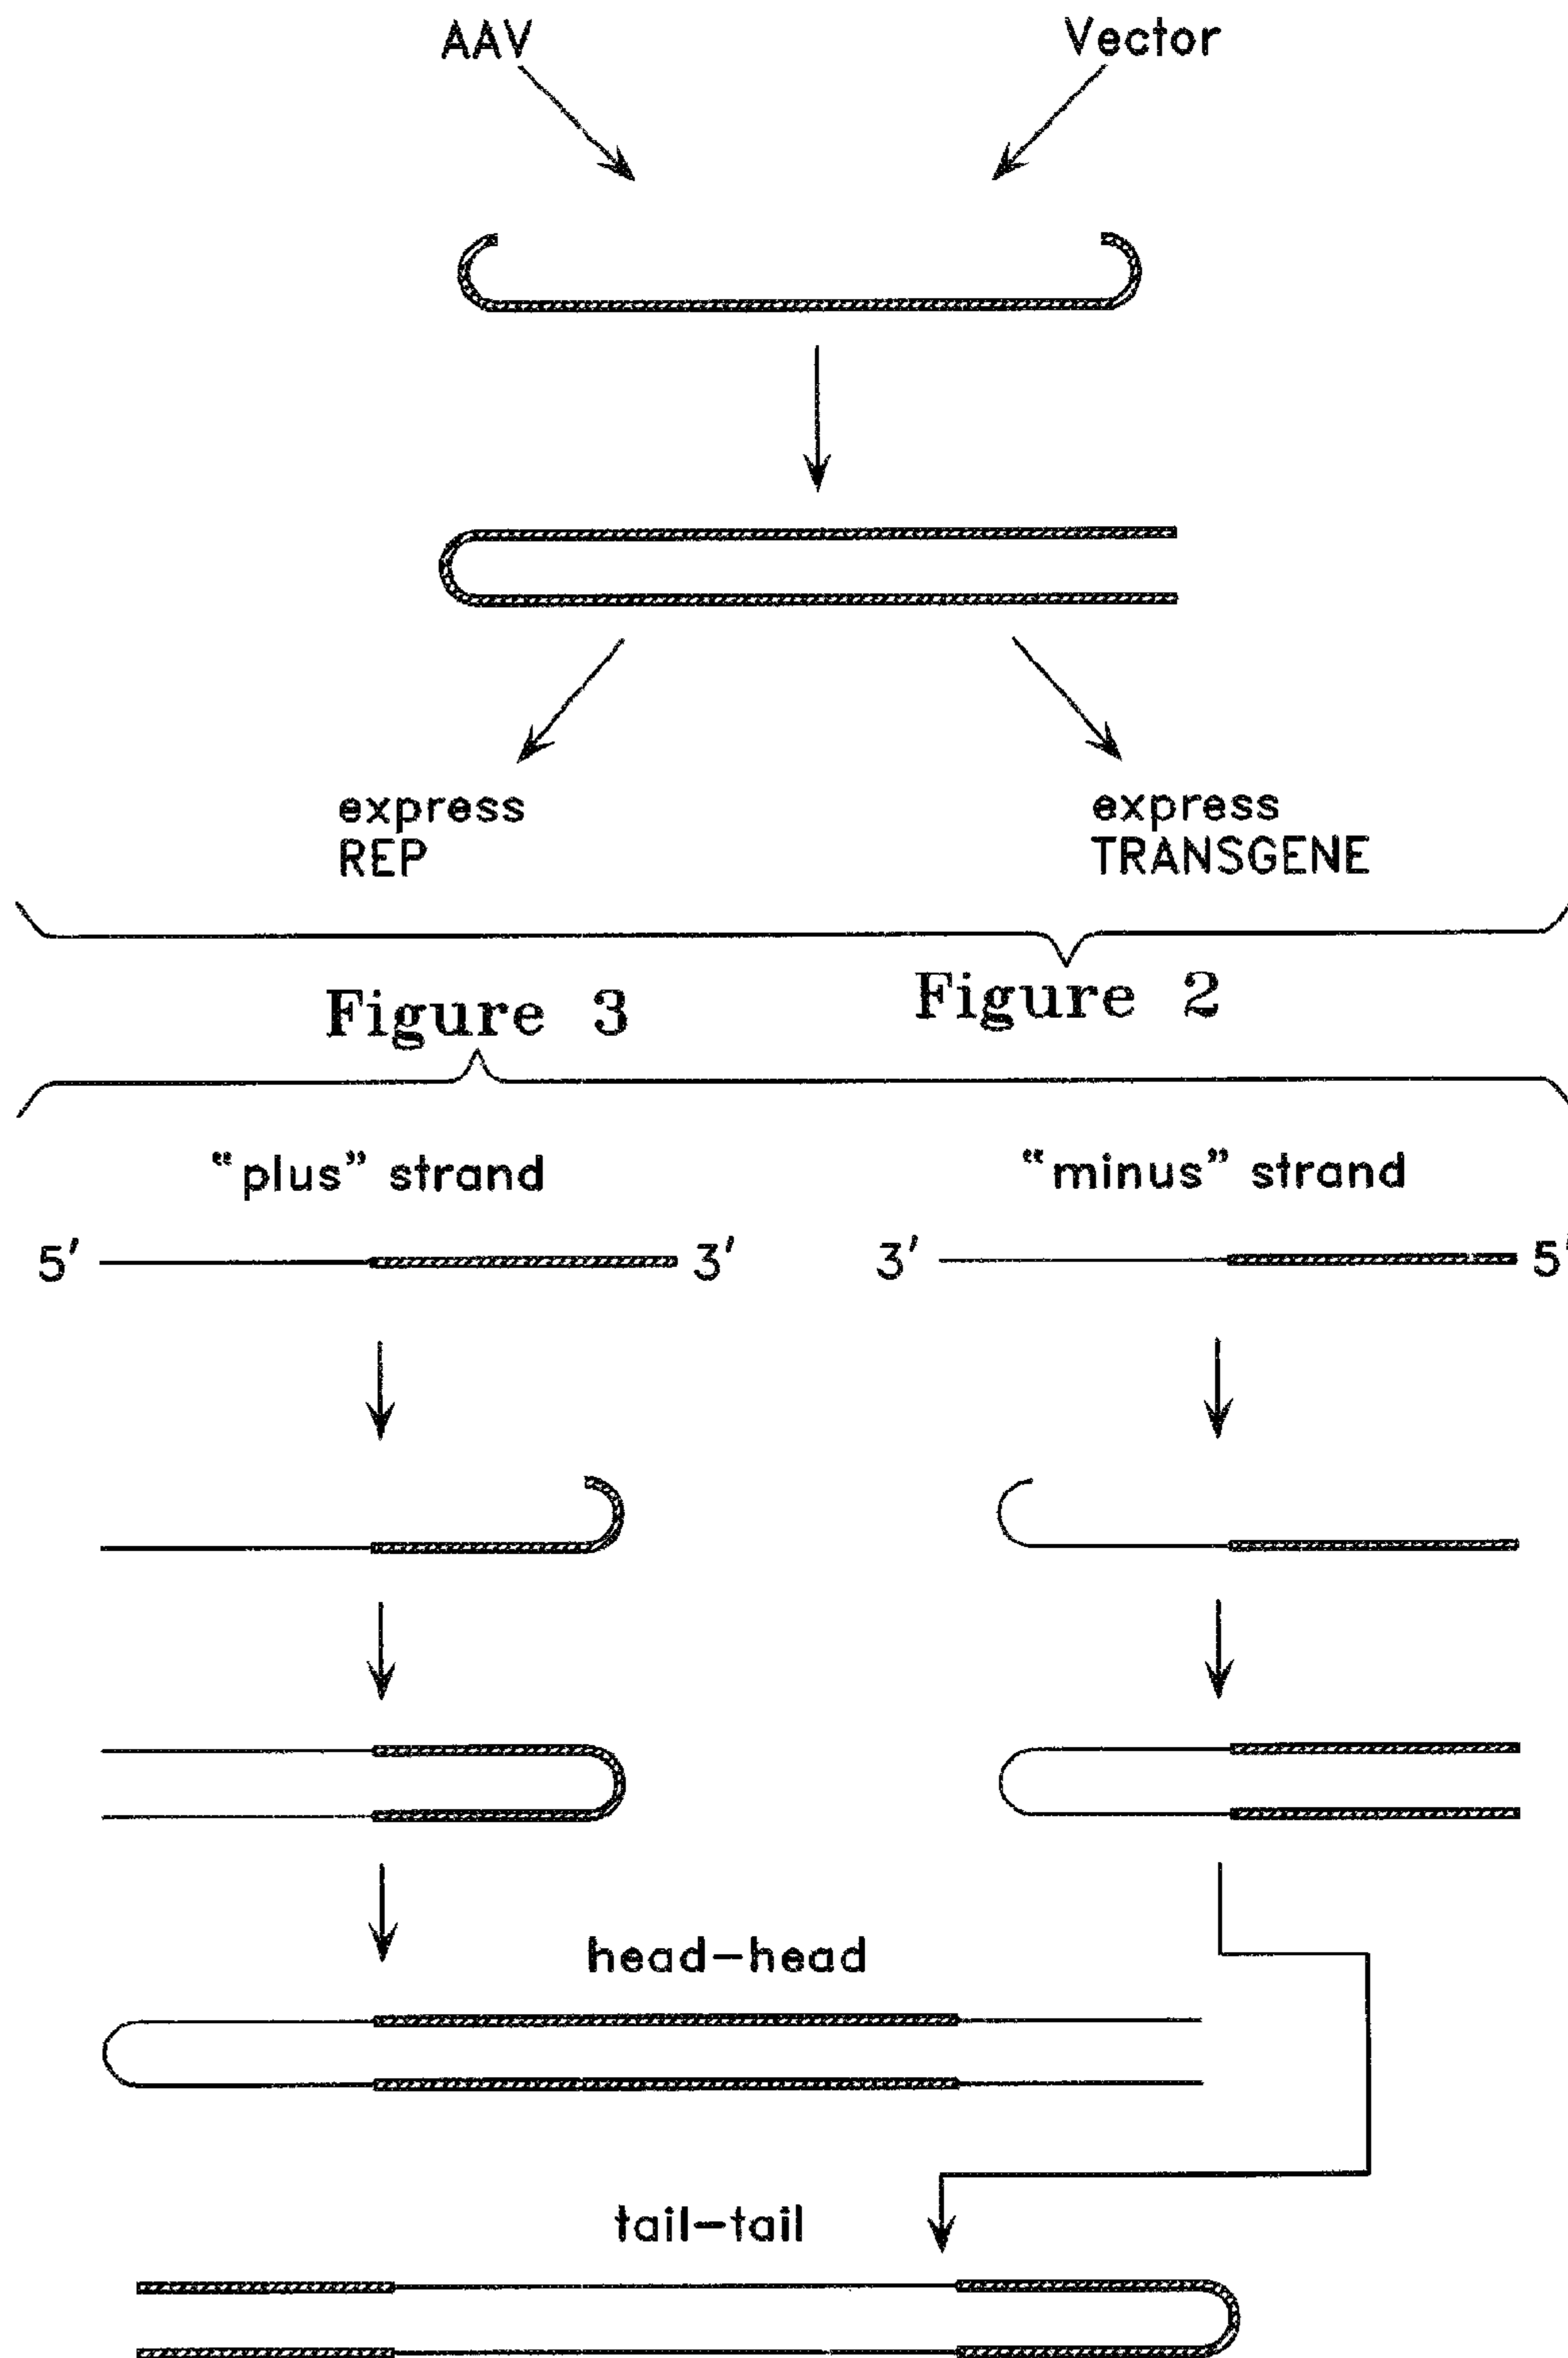 AAV
Vector
express
REP
express
TRANSGENE
Figure 2
Figure 3
"plus" strand
"minus" strand
5' 3'
3' 5'
head-head
tail-tail